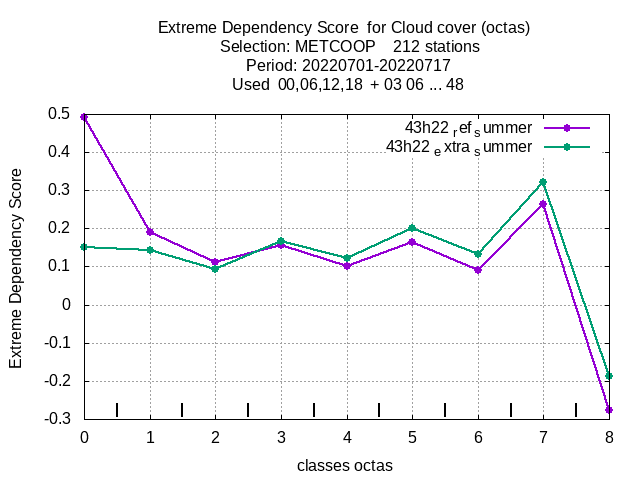 Extreme Dependency Score  for Cloud cover (octas)
Selection: METCOOP    212 stations
Period: 20220701-20220717
Used  00,06,12,18  + 03 06 ... 48
43h22 ref summer
43h22 extra summer
Extreme Dependency Score
0.5
0.4
0.3
0.2
0.1
0
-0.1
-0.2
-0.3
0 1 2 3 4 5 6 7 8
classes octas